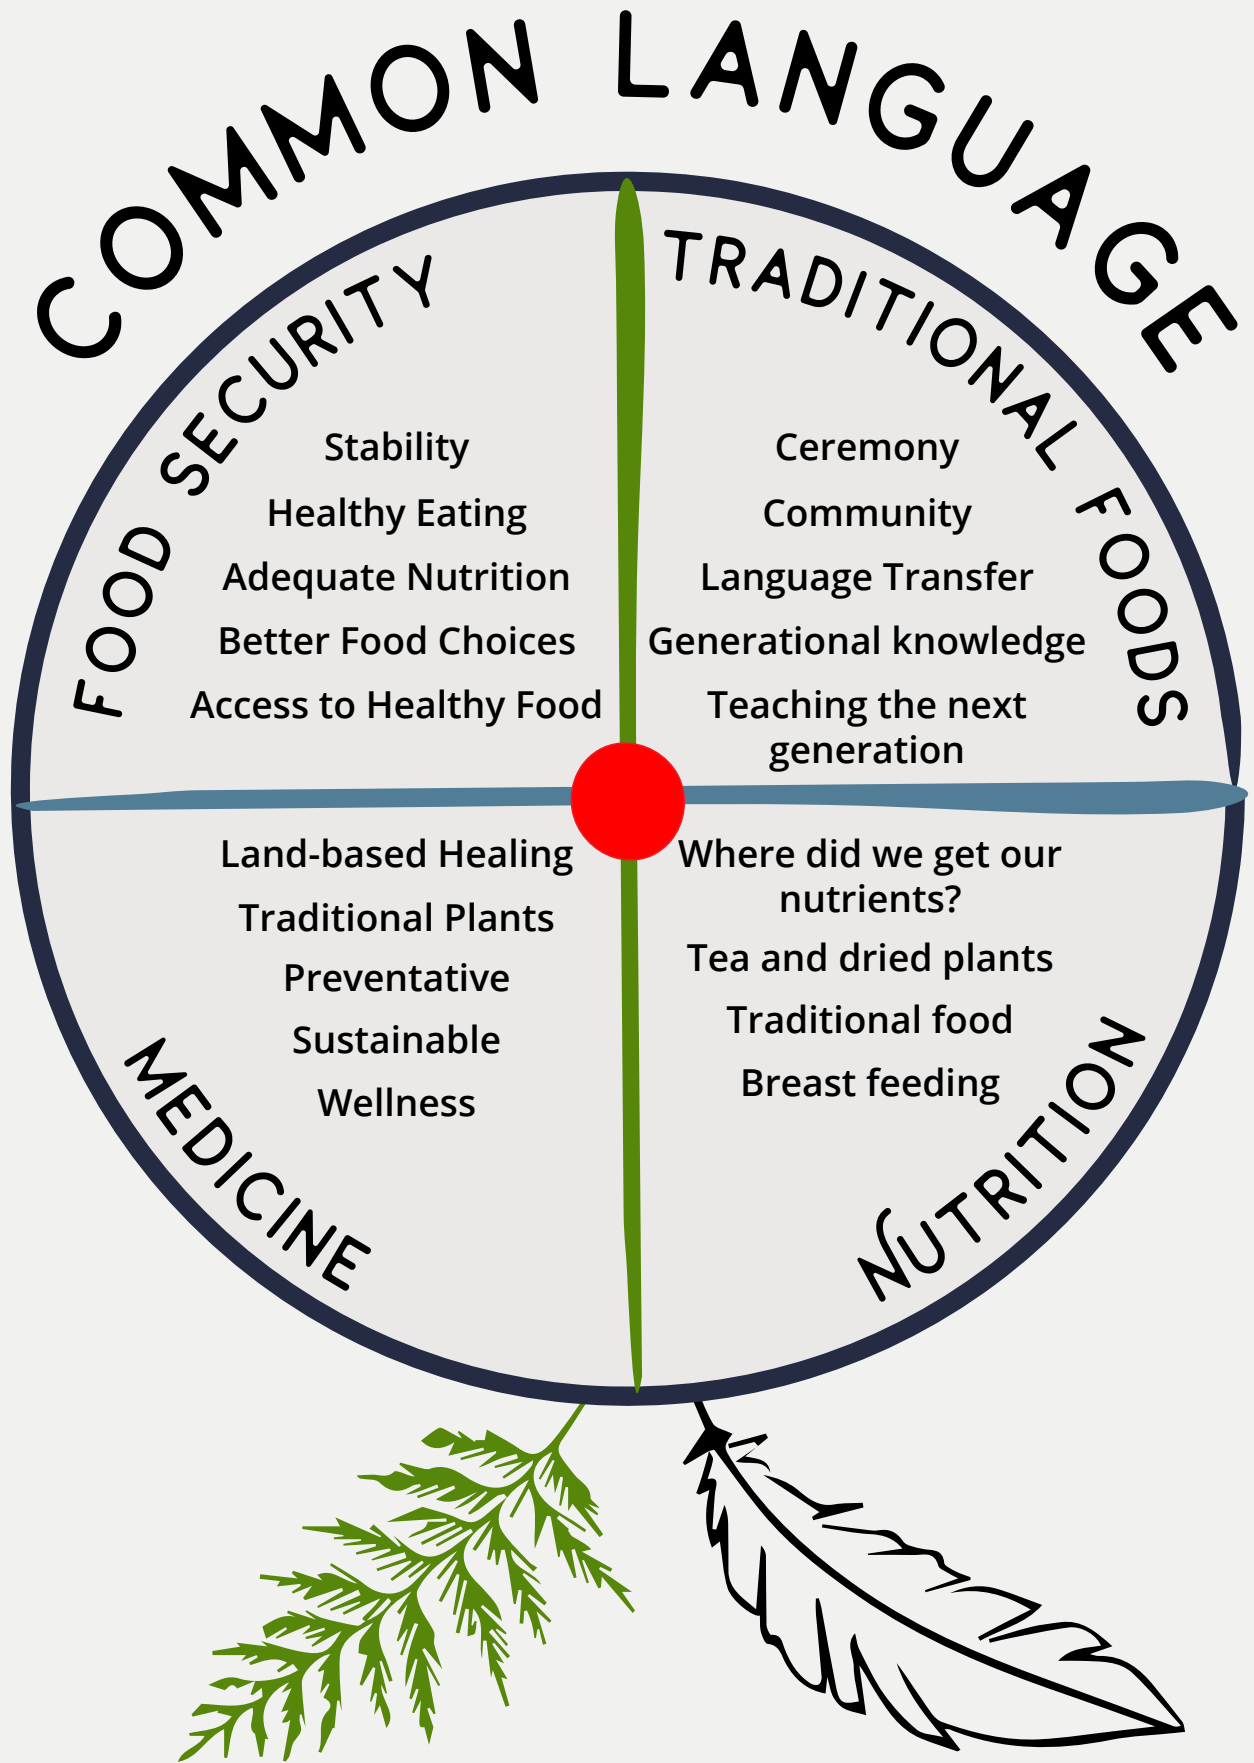 COMMON LANGUAGE
FOOD SECURITY
Stability
Healthy Eating
Adequate Nutrition
Better Food Choices
Access to Healthy Food
TRADITIONAL FOODS
Ceremony
Community
Language Transfer
Generational knowledge
Teaching the next
generation
Land-based Healing
Traditional Plants
Preventative
Sustainable
Wellness
MEDICINE
Where did we get our
nutrients?
Tea and dried plants
Traditional food
Breast feeding
NUTRITION